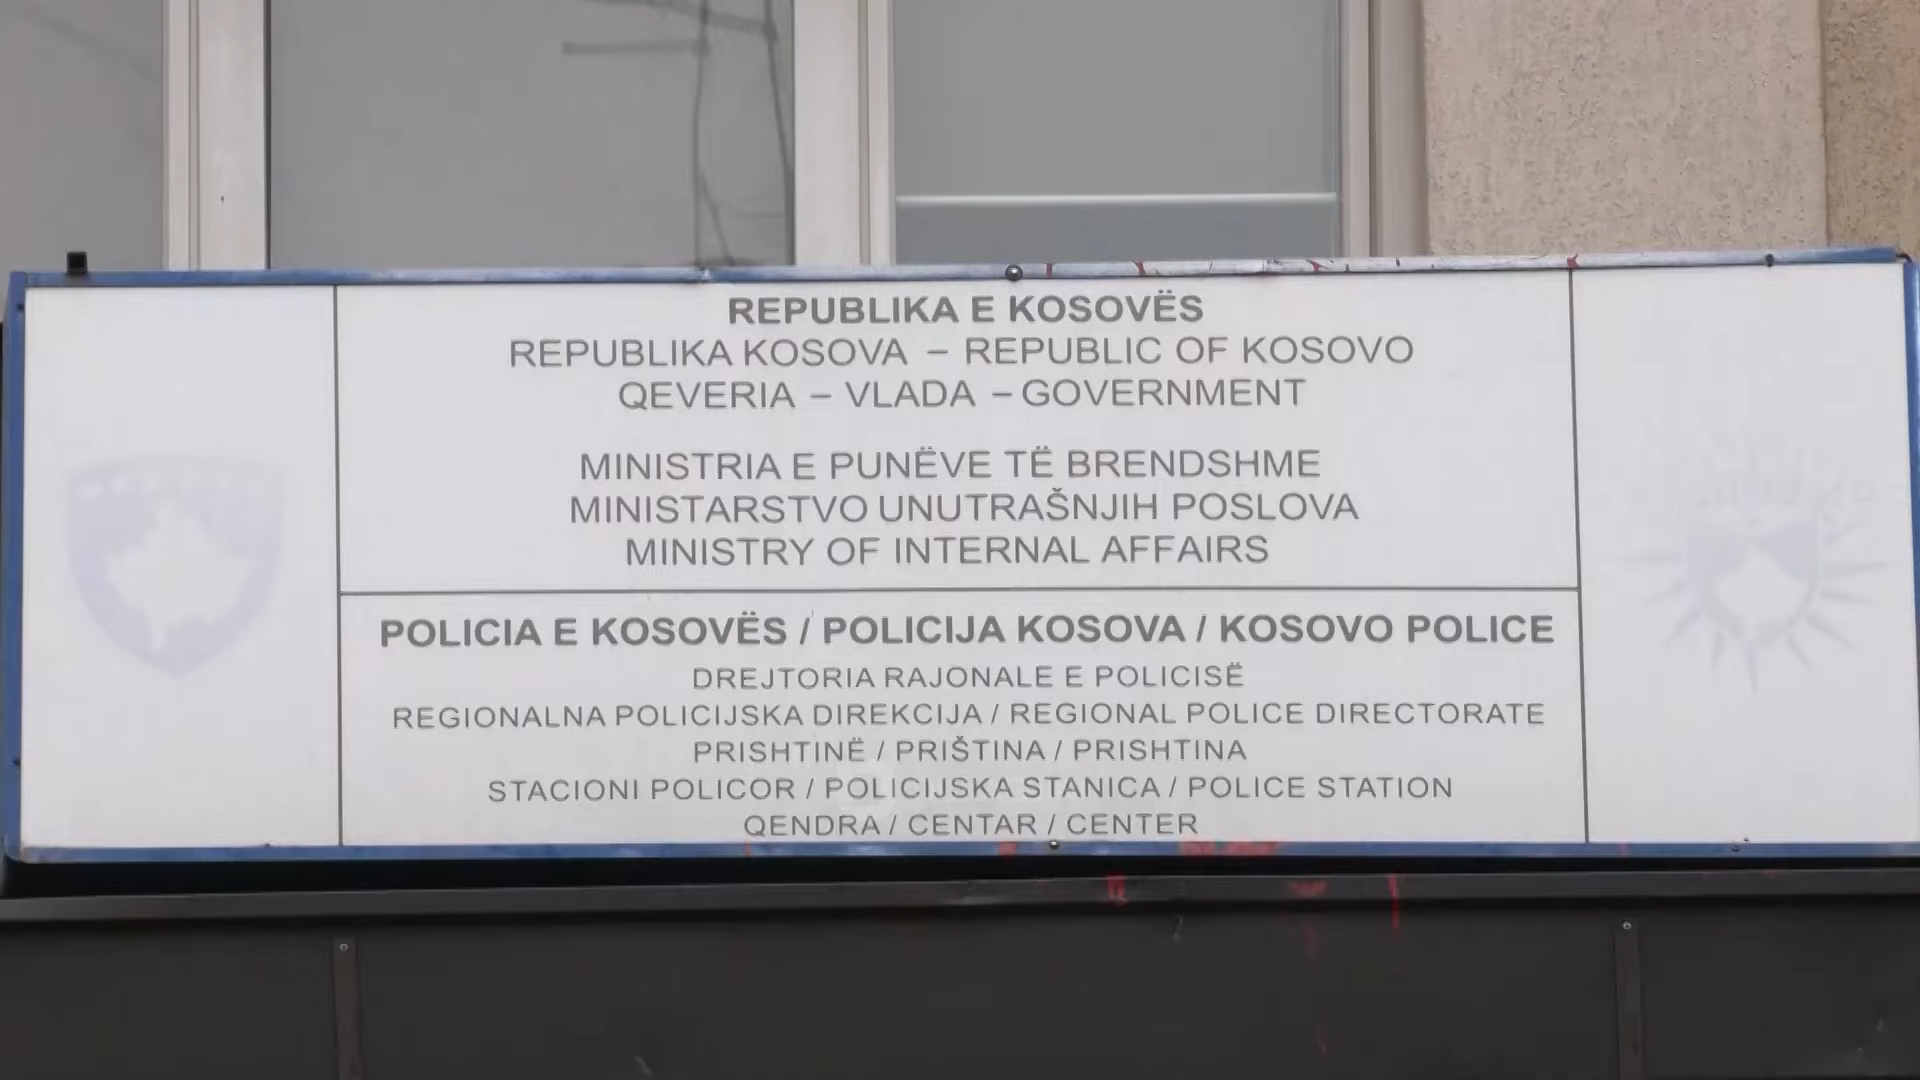 REPUBLIKA E KOSOVËS
REPUBLIKA KOSOVA – REPUBLIC OF KOSOVO
QEVERIA – VLADA – GOVERNMENT
MINISTRIA E PUNËVE TË BRENDSHME
MINISTARSTVO UNUTRAŠNJIH POSLOVA
MINISTRY OF INTERNAL AFFAIRS
POLICIA E KOSOVËS / POLICIJA KOSOVA / KOSOVO POLICE
DREJTORIA RAJONALE E POLICISË
REGIONALNA POLICIJSKA DIREKCIJA / REGIONAL POLICE DIRECTORATE
PRISHTINË / PRIŠTINA / PRISHTINA
STACIONI POLICOR / POLICIJSKA STANICA / POLICE STATION
QENDRA / CENTAR / CENTER